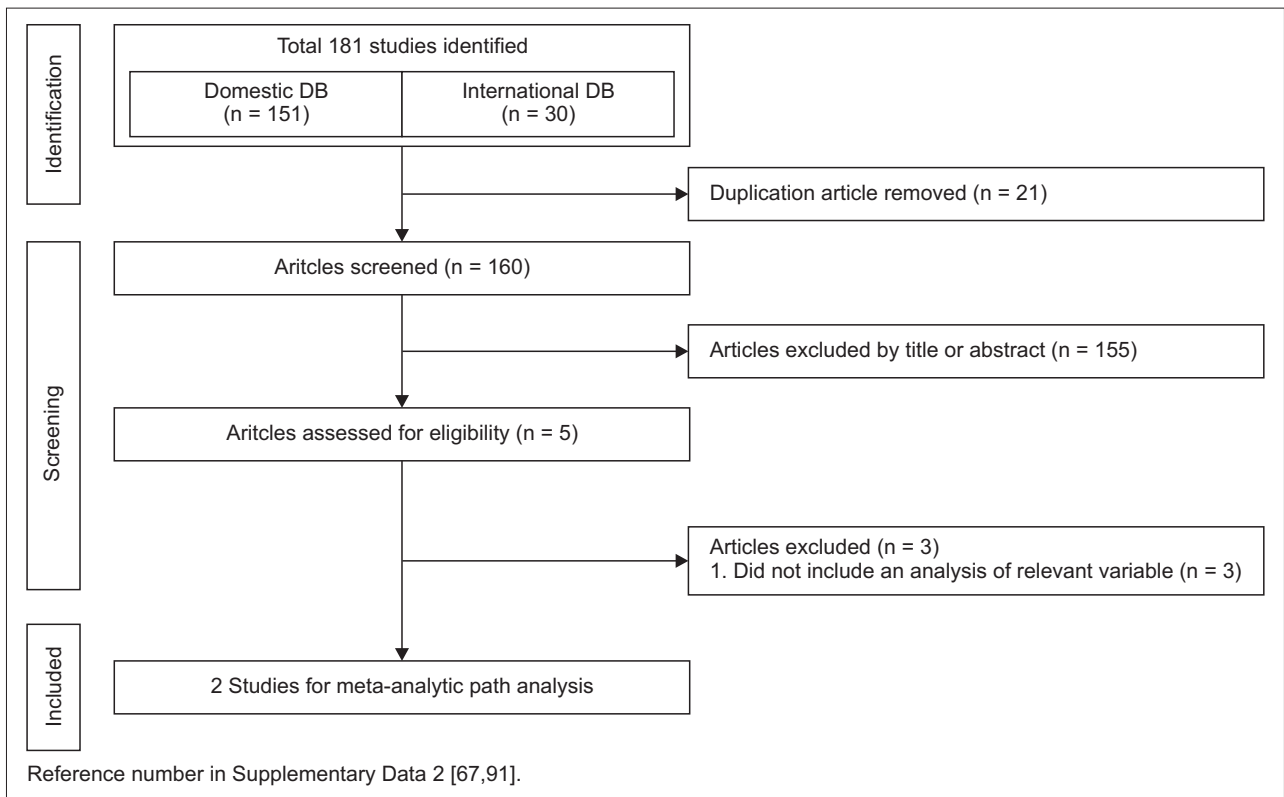 Identification
Total 181 studies identified
Domestic DB
(n = 151)
International DB
(n = 30)
Duplication article removed (n = 21)
Screening
Aritcles screened (n = 160)
Articles excluded by title or abstract (n = 155)
Aritcles assessed for eligibility (n = 5)
Articles excluded (n = 3)
1. Did not include an analysis of relevant variable (n = 3)
Included
2 Studies for meta-analytic path analysis
Reference number in Supplementary Data 2 [67,91].